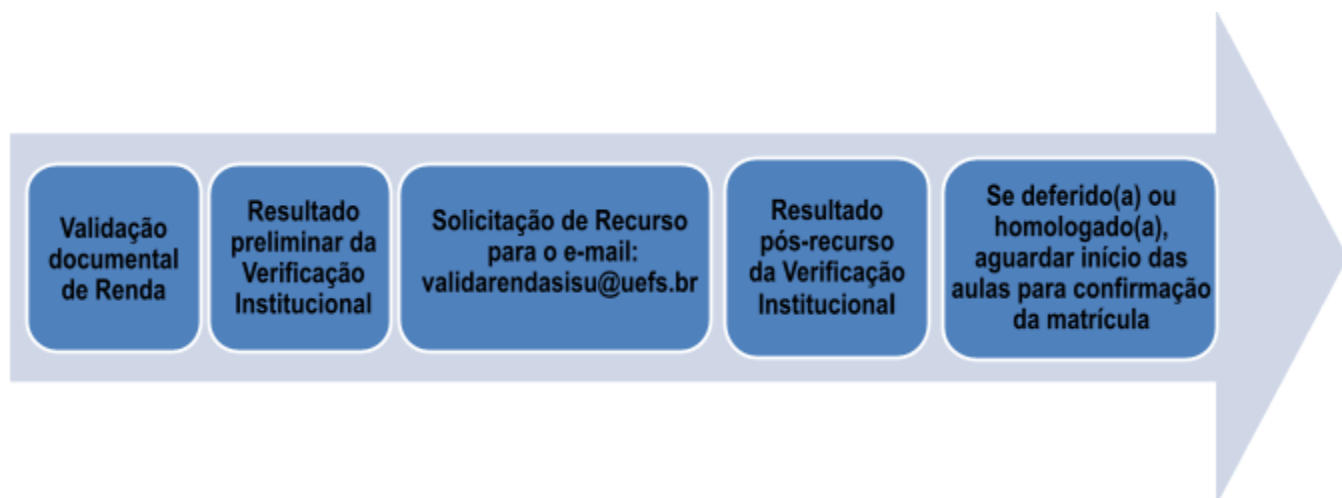 Validação
documental
de Renda
Resultado
preliminar da
Verificação
Institucional
Solicitação de Recurso
para o e-mail:
validarendasisu@uefs.br
Resultado
pós-recurso
da Verificação
Institucional
Se deferido(a) ou
homologado(a),
aguardar início das
aulas para confirmação
da matrícula